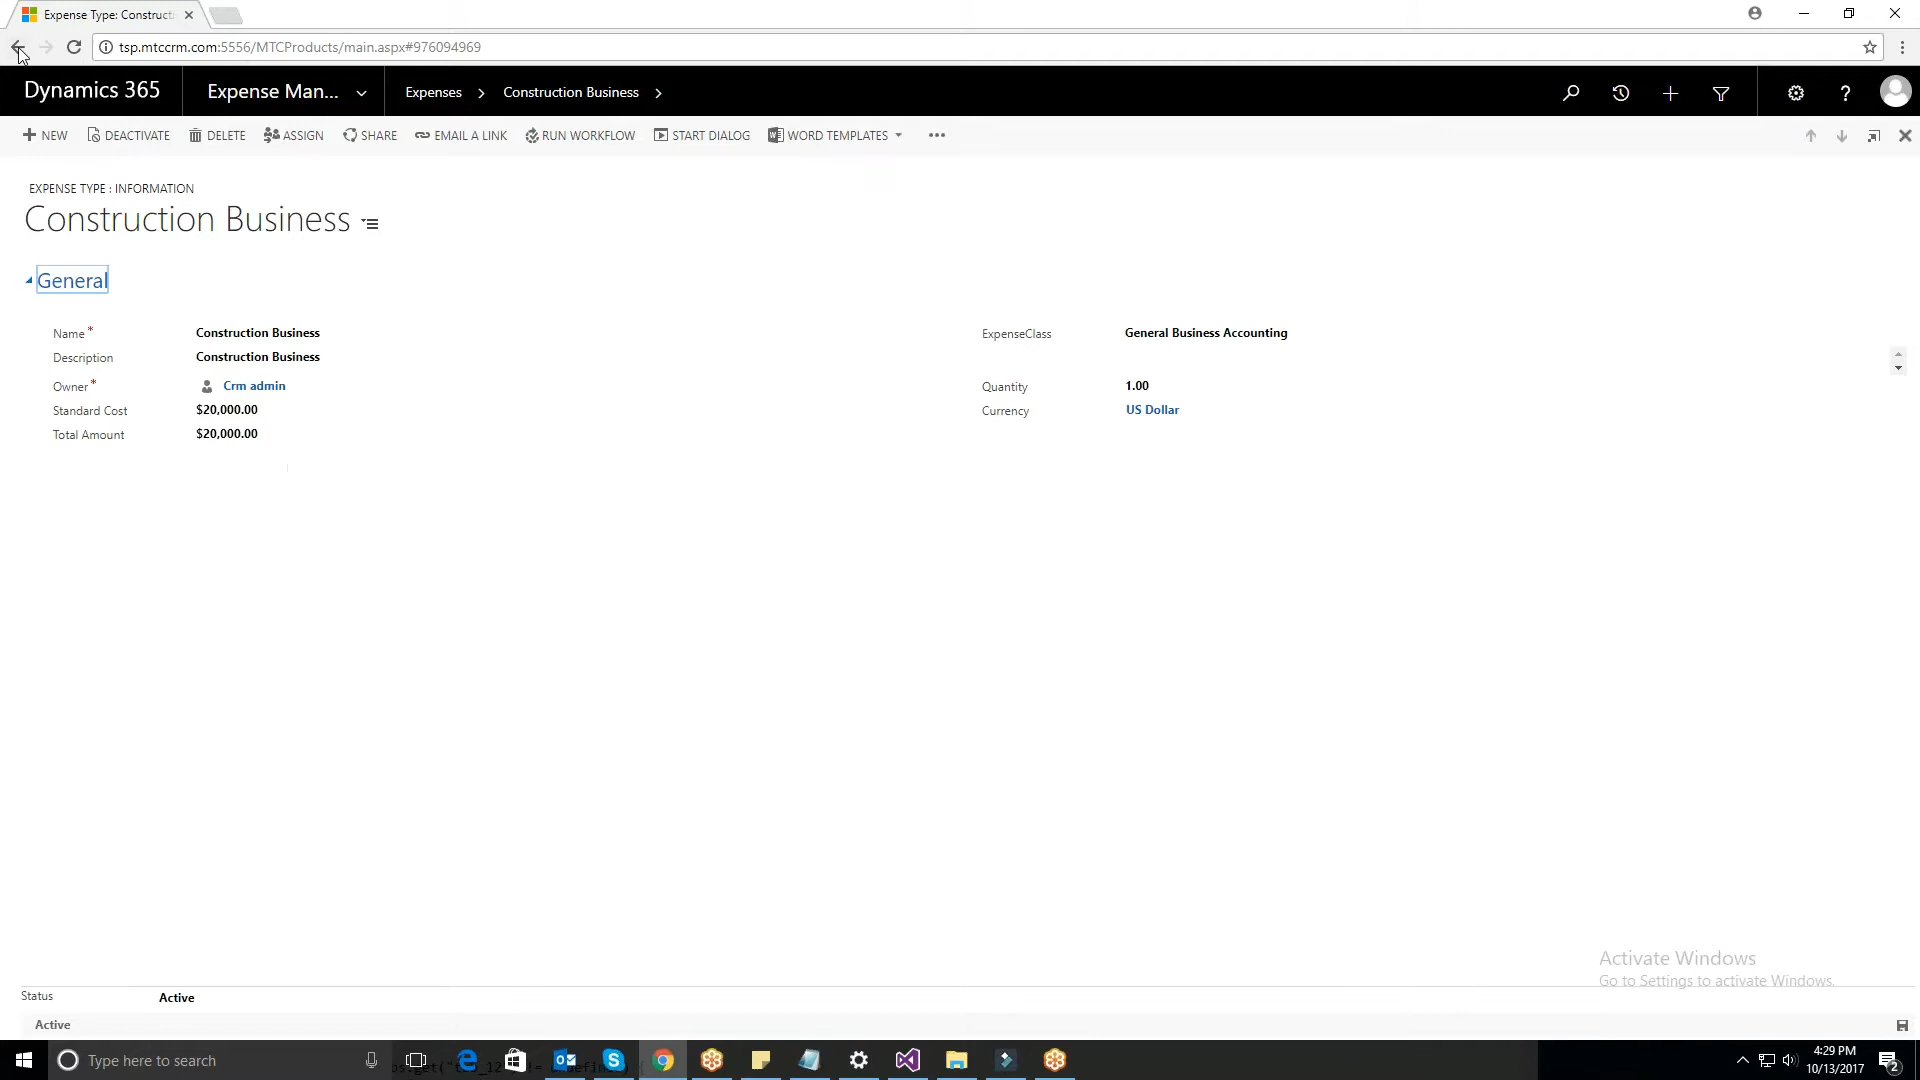 Expense Type: Constructi
tsp.mtccrm.com:5556/MTCProducts/main.aspx#976094969
Dynamics 365
Expense Man...
Expenses
Construction Business
NEW
DEACTIVATE
DELETE
ASSIGN
SHARE
EMAIL A LINK
RUN WORKFLOW
START DIALOG
WORD TEMPLATES
EXPENSE TYPE : INFORMATION
Construction Business
General
Name* Construction Business
ExpenseClass General Business Accounting
Description Construction Business
Owner* Crm admin
Quantity 1.00
Standard Cost $20,000.00
Currency US Dollar
Total Amount $20,000.00
Activate Windows
Go to Settings to activate Windows.
Status Active
Active
Type here to search
4:29 PM
10/13/2017
2